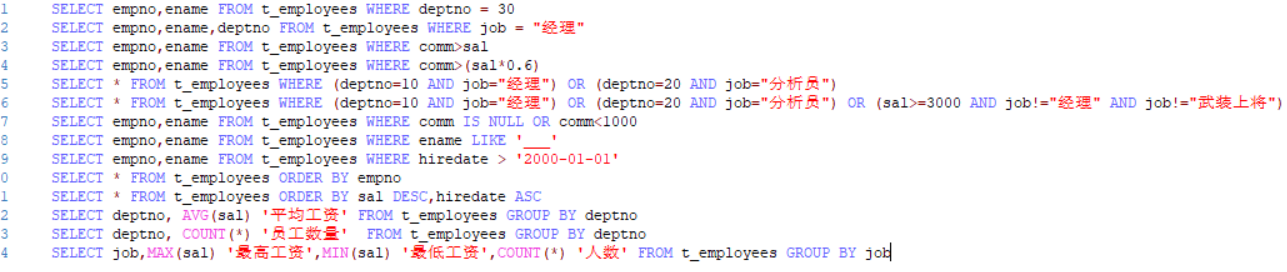 1 SELECT empno,ename FROM t_employees WHERE deptno = 30
2 SELECT empno,ename,deptno FROM t_employees WHERE job = "经理"
3 SELECT empno,ename FROM t_employees WHERE comm>sal
4 SELECT empno,ename FROM t_employees WHERE comm>(sal*0.6)
5 SELECT * FROM t_employees WHERE (deptno=10 AND job="经理") OR (deptno=20 AND job="分析员")
6 SELECT * FROM t_employees WHERE (deptno=10 AND job="经理") OR (deptno=20 AND job="分析员") OR (sal>=3000 AND job!="经理" AND job!="武装上将")
7 SELECT empno,ename FROM t_employees WHERE comm IS NULL OR comm<1000
8 SELECT empno,ename FROM t_employees WHERE ename LIKE '___'
9 SELECT empno,ename FROM t_employees WHERE hiredate > '2000-01-01'
0 SELECT * FROM t_employees ORDER BY empno
1 SELECT * FROM t_employees ORDER BY sal DESC,hiredate ASC
2 SELECT deptno, AVG(sal) '平均工资' FROM t_employees GROUP BY deptno
3 SELECT deptno, COUNT(*) '员工数量' FROM t_employees GROUP BY deptno
4 SELECT job,MAX(sal) '最高工资',MIN(sal) '最低工资',COUNT(*) '人数' FROM t_employees GROUP BY job